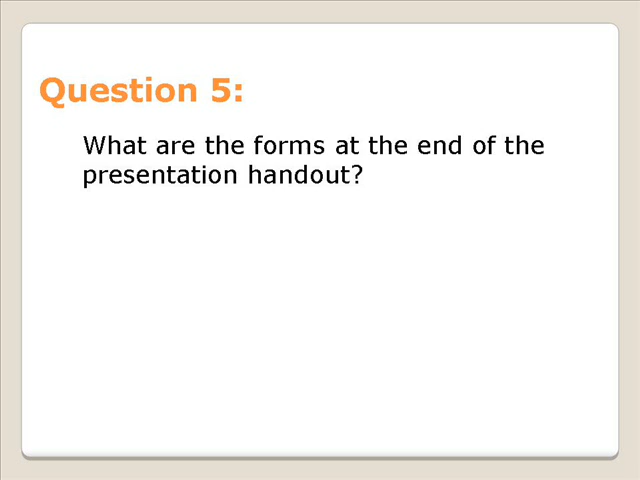 Question 5:
What are the forms at the end of the
presentation handout?